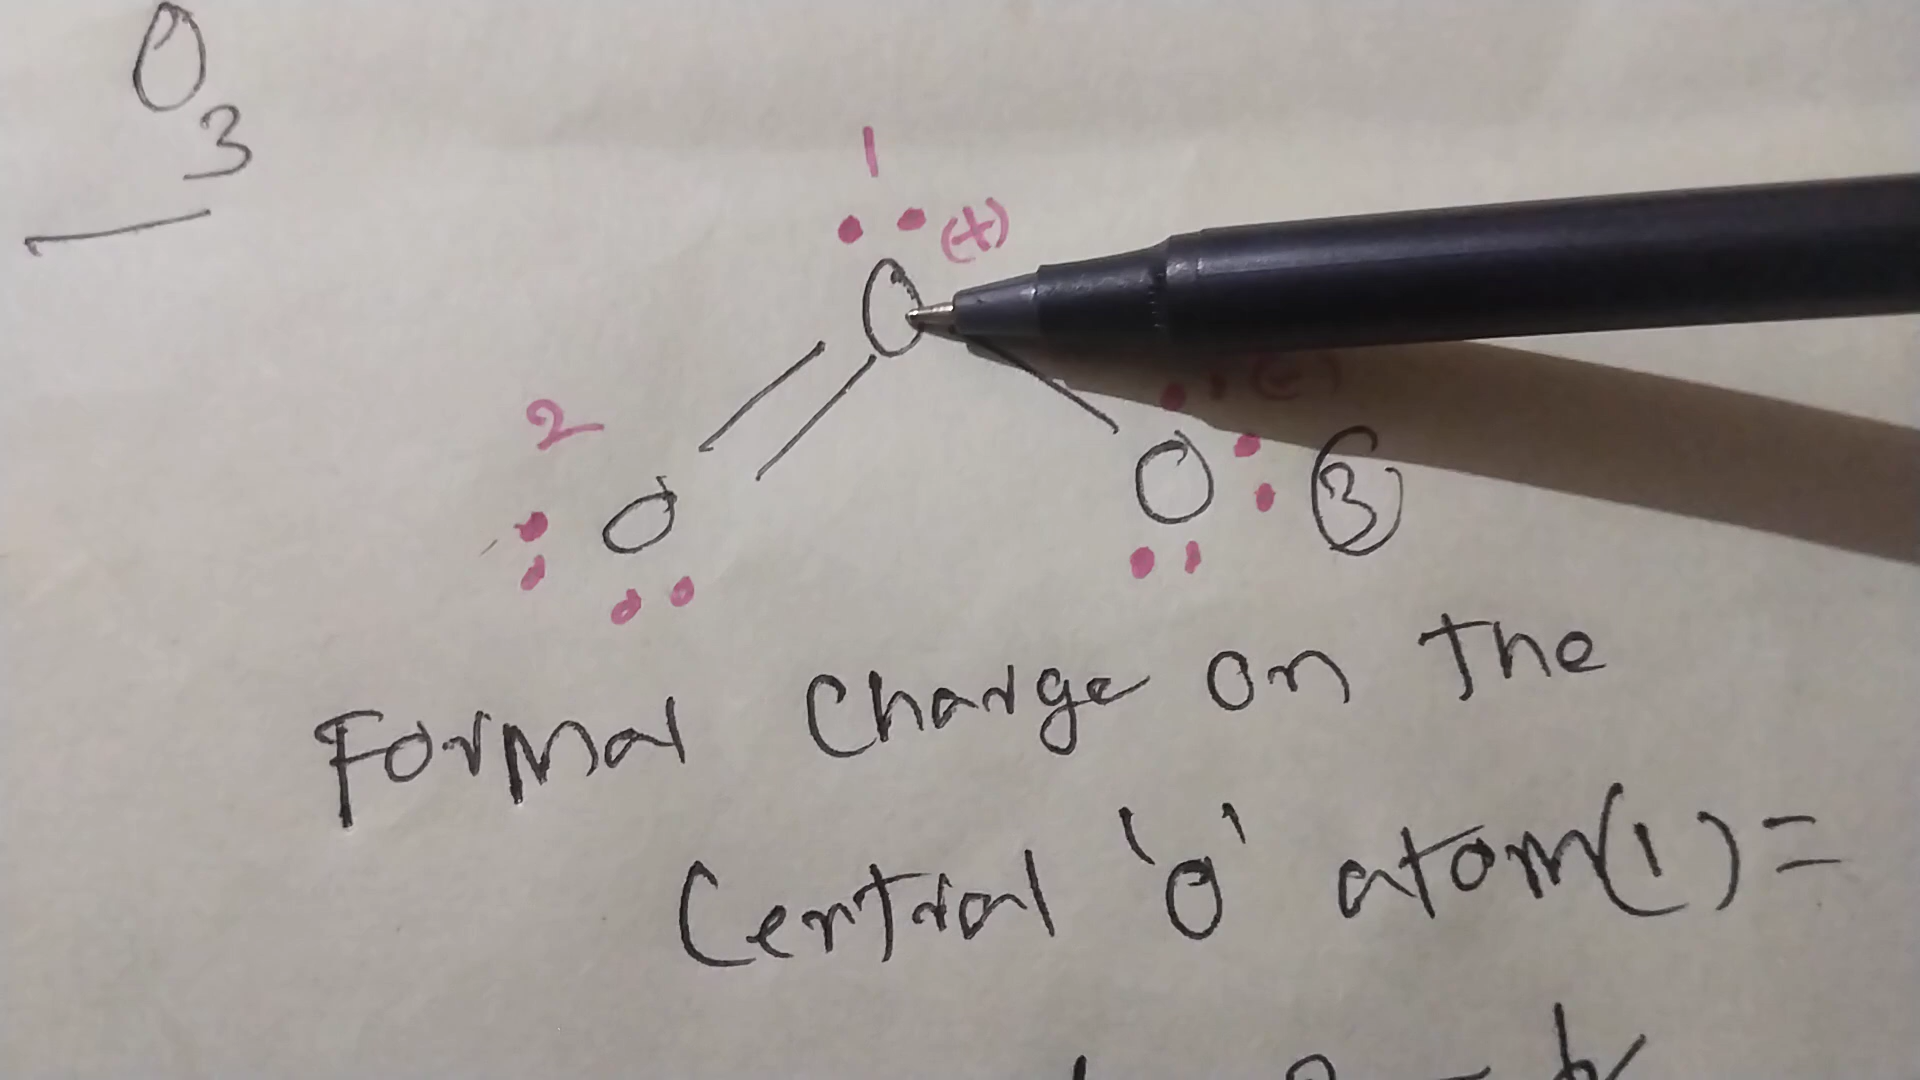 O3
1
(+)
O
(-)
2
O
O
3
Formal Charge on The
Central 'O' atom(1)=